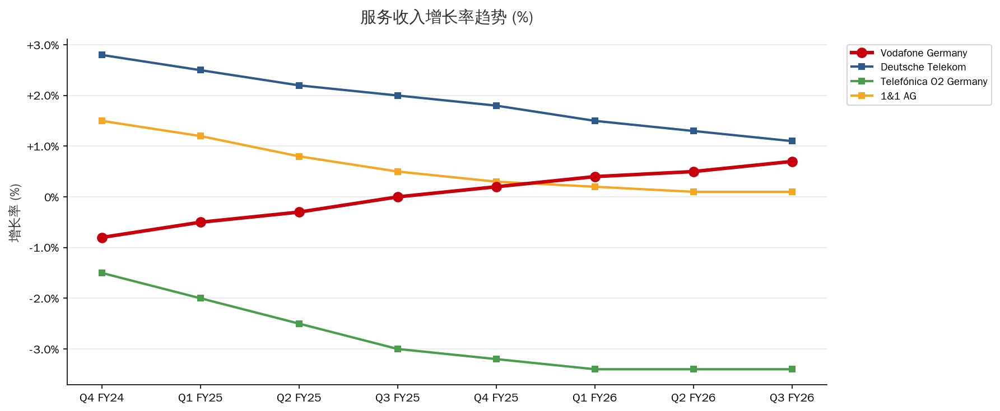 服务收入增长率趋势 (%)
增长率 (%)
+3.0%
+2.0%
+1.0%
0%
-1.0%
-2.0%
-3.0%
Q4 FY24
Q1 FY25
Q2 FY25
Q3 FY25
Q4 FY25
Q1 FY26
Q2 FY26
Q3 FY26
Vodafone Germany
Deutsche Telekom
Telefónica O2 Germany
1&1 AG